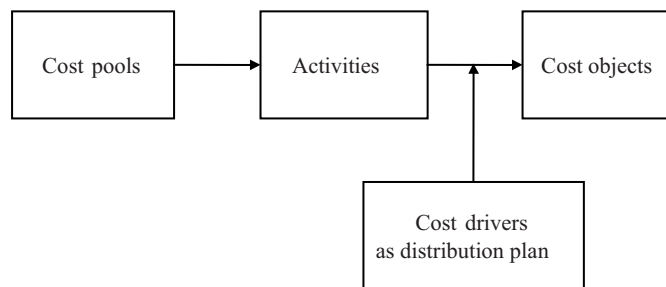 Cost pools
Activities
Cost objects
Cost drivers
as distribution plan